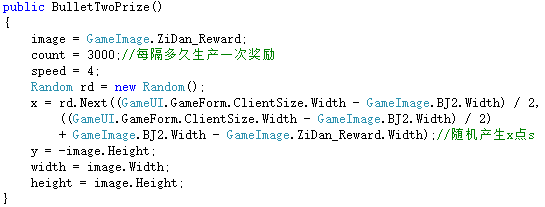 public BulletTwoPrize()
{
image = GameImage.ZiDan_Reward;
count = 3000;//每隔多久生产一次奖励
speed = 4;
Random rd = new Random();
x = rd.Next((GameUI.GameForm.ClientSize.Width - GameImage.BJ2.Width) / 2,
((GameUI.GameForm.ClientSize.Width - GameImage.BJ2.Width) / 2)
+ GameImage.BJ2.Width - GameImage.ZiDan_Reward.Width);//随机产生x点s
y = -image.Height;
width = image.Width;
height = image.Height;
}